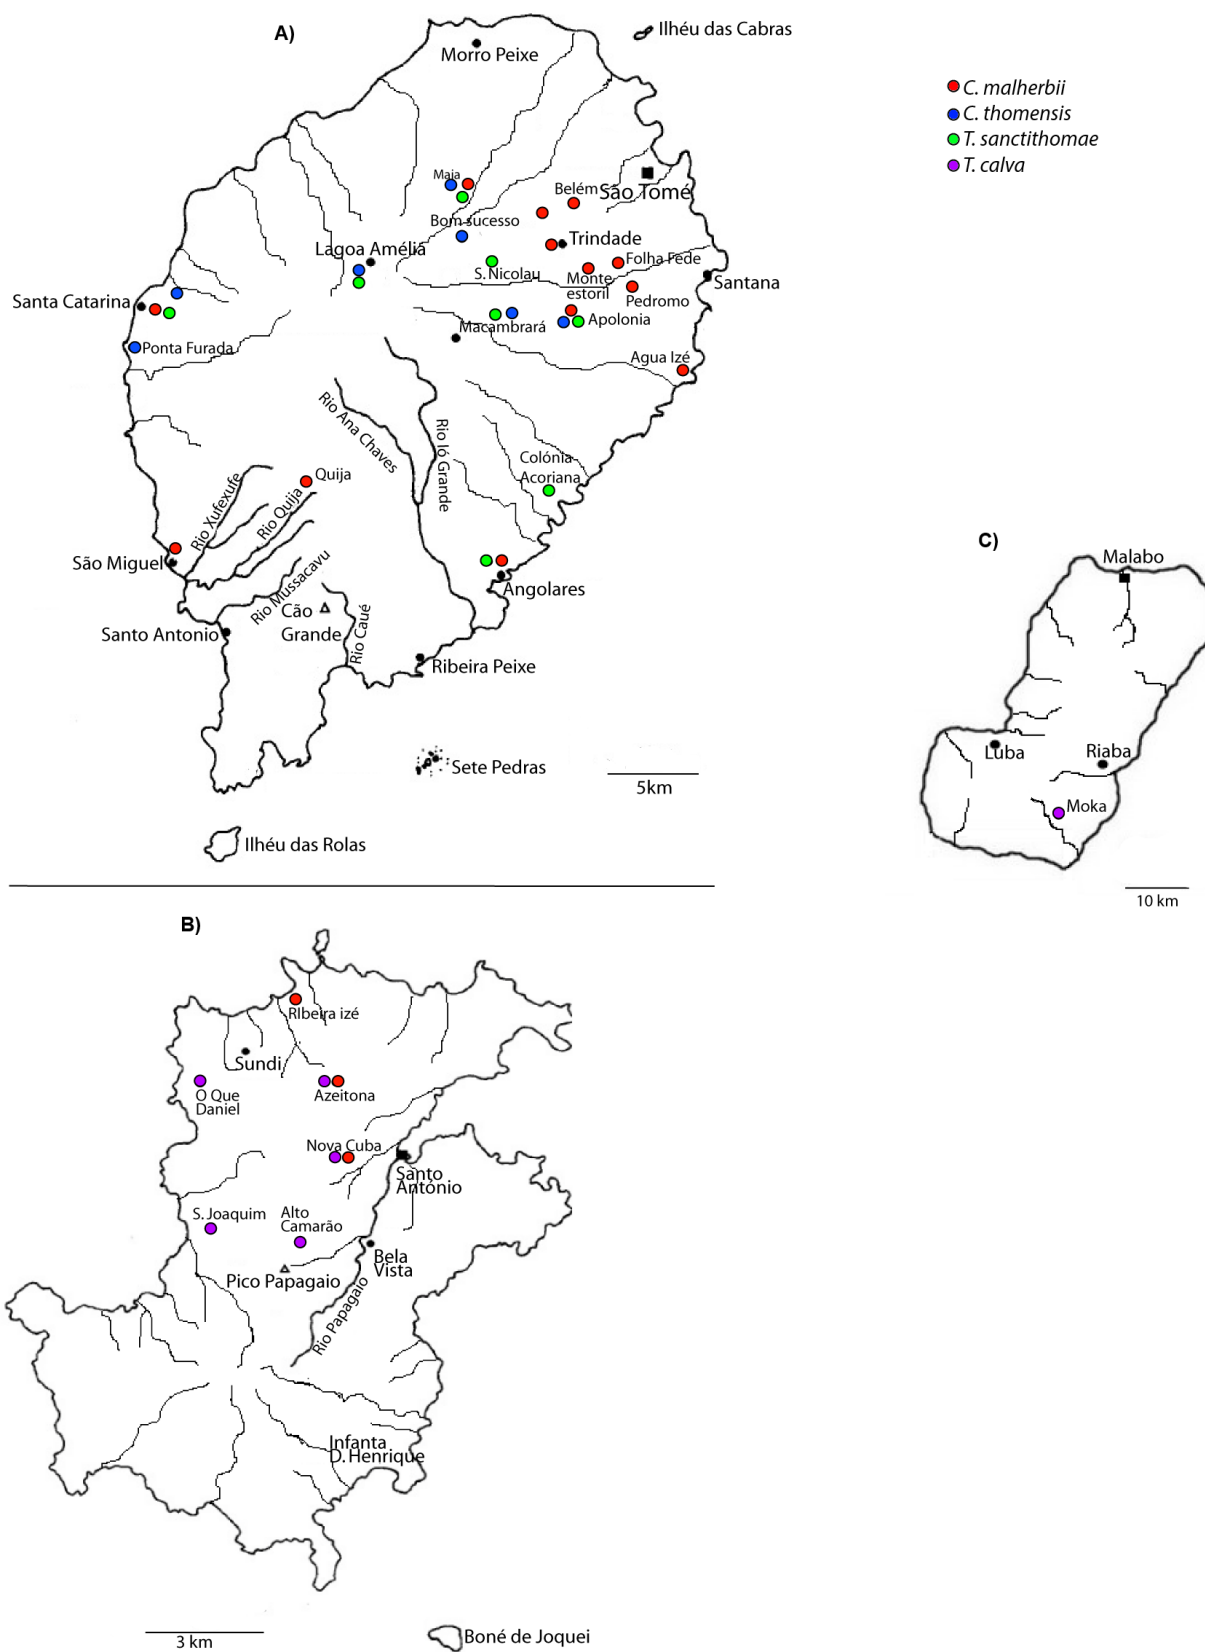 A)
Ilhéu das Cabras
Morro Peixe
C. malherbii
C. thomensis
T. sanctithomae
T. calva
Maia
Belém
São Tomé
Bom sucesso
Lagoa Amélia
Trindade
S. Nicolau
Folha Fede
Monte
estoril
Santana
Santa Catarina
Pedromo
Macambrará
Apolonia
Ponta Furada
Agua Izé
Rio Ana Chaves
Rio Ió Grande
Colónia
Acoriana
Quija
Rio Xufexufe
Rio Quija
São Miguel
Rio Mussacavu
Angolares
Cão
Grande
Rio Caué
Santo Antonio
Ribeira Peixe
Sete Pedras
5km
Ilhéu das Rolas
C)
Malabo
Luba
Riaba
Moka
10 km
B)
RIbeira izé
Sundi
O Que
Daniel
Azeitona
Nova Cuba
Santo
António
S. Joaquim
Alto
Camarão
Bela
Vista
Pico Papagaio
Rio Papagaio
Infanta
D. Henrique
3 km
Boné de Joquei